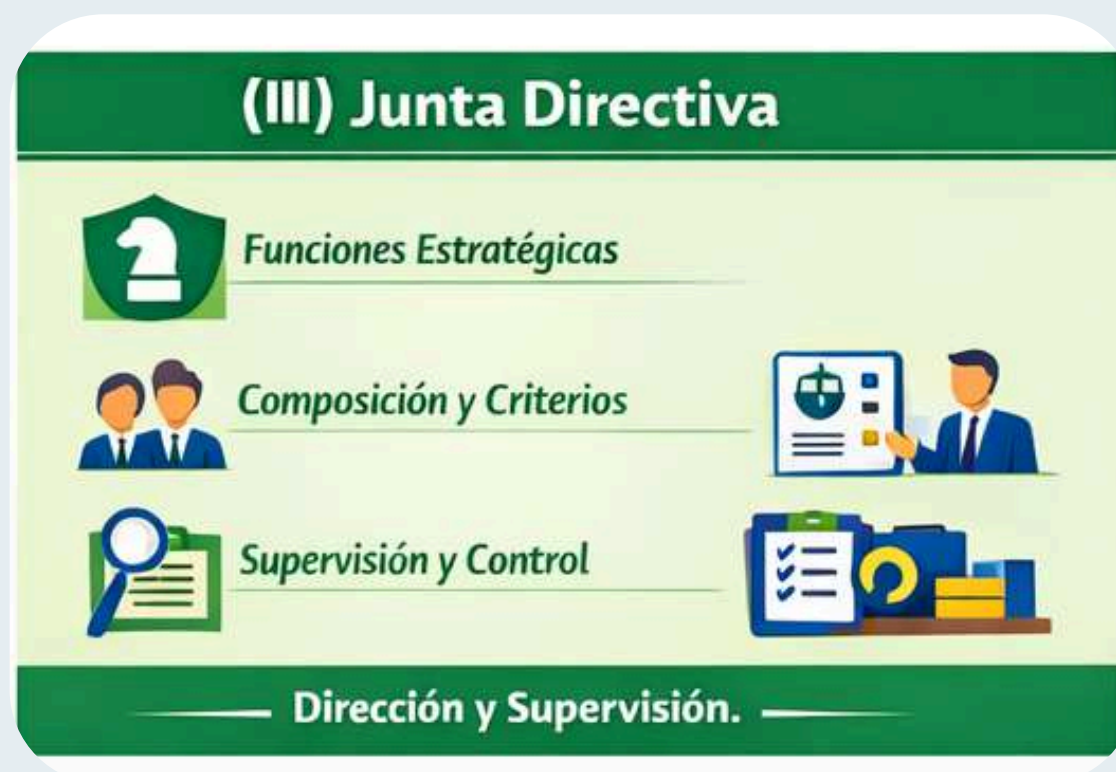 (III) Junta Directiva
Funciones Estratégicas
Composición y Criterios
Supervisión y Control
Dirección y Supervisión.